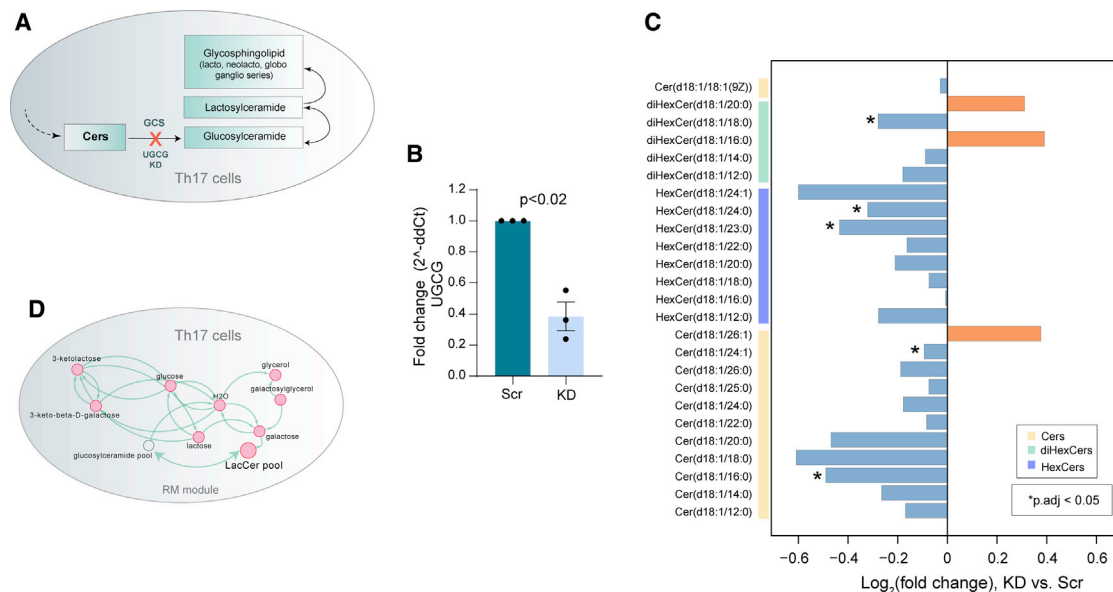 A
Glycosphingolipid
(lacto, neolacto, globo
ganglio series)
Lactosylceramide
GCS
Cers
X
Glucosylceramide
UGCG
KD
Th17 cells
B
p<0.02
Fold change (2^-ddCt)
UGCG
1.2
1.0
0.8
0.6
0.4
0.2
0.0
Scr
KD
C
Cer(d18:1/18:1(9Z))
diHexCer(d18:1/20:0)
diHexCer(d18:1/18:0)
*
diHexCer(d18:1/16:0)
diHexCer(d18:1/14:0)
diHexCer(d18:1/12:0)
HexCer(d18:1/24:1)
HexCer(d18:1/24:0)
*
HexCer(d18:1/23:0)
*
HexCer(d18:1/22:0)
HexCer(d18:1/20:0)
HexCer(d18:1/18:0)
HexCer(d18:1/16:0)
HexCer(d18:1/12:0)
Cer(d18:1/26:1)
Cer(d18:1/24:1)
*
Cer(d18:1/26:0)
Cer(d18:1/25:0)
Cer(d18:1/24:0)
Cer(d18:1/22:0)
Cer(d18:1/20:0)
Cer(d18:1/18:0)
Cer(d18:1/16:0)
*
Cer(d18:1/14:0)
Cer(d18:1/12:0)
Cers
diHexCers
HexCers
*p.adj < 0.05
−0.6 −0.4 −0.2 0 0.2 0.4 0.6
Log₂(fold change), KD vs. Scr
D
Th17 cells
3-ketolactose
glucose
glycerol
galactosylglycerol
H2O
3-keto-beta-D-galactose
galactose
lactose
glucosylceramide pool
LacCer pool
RM module